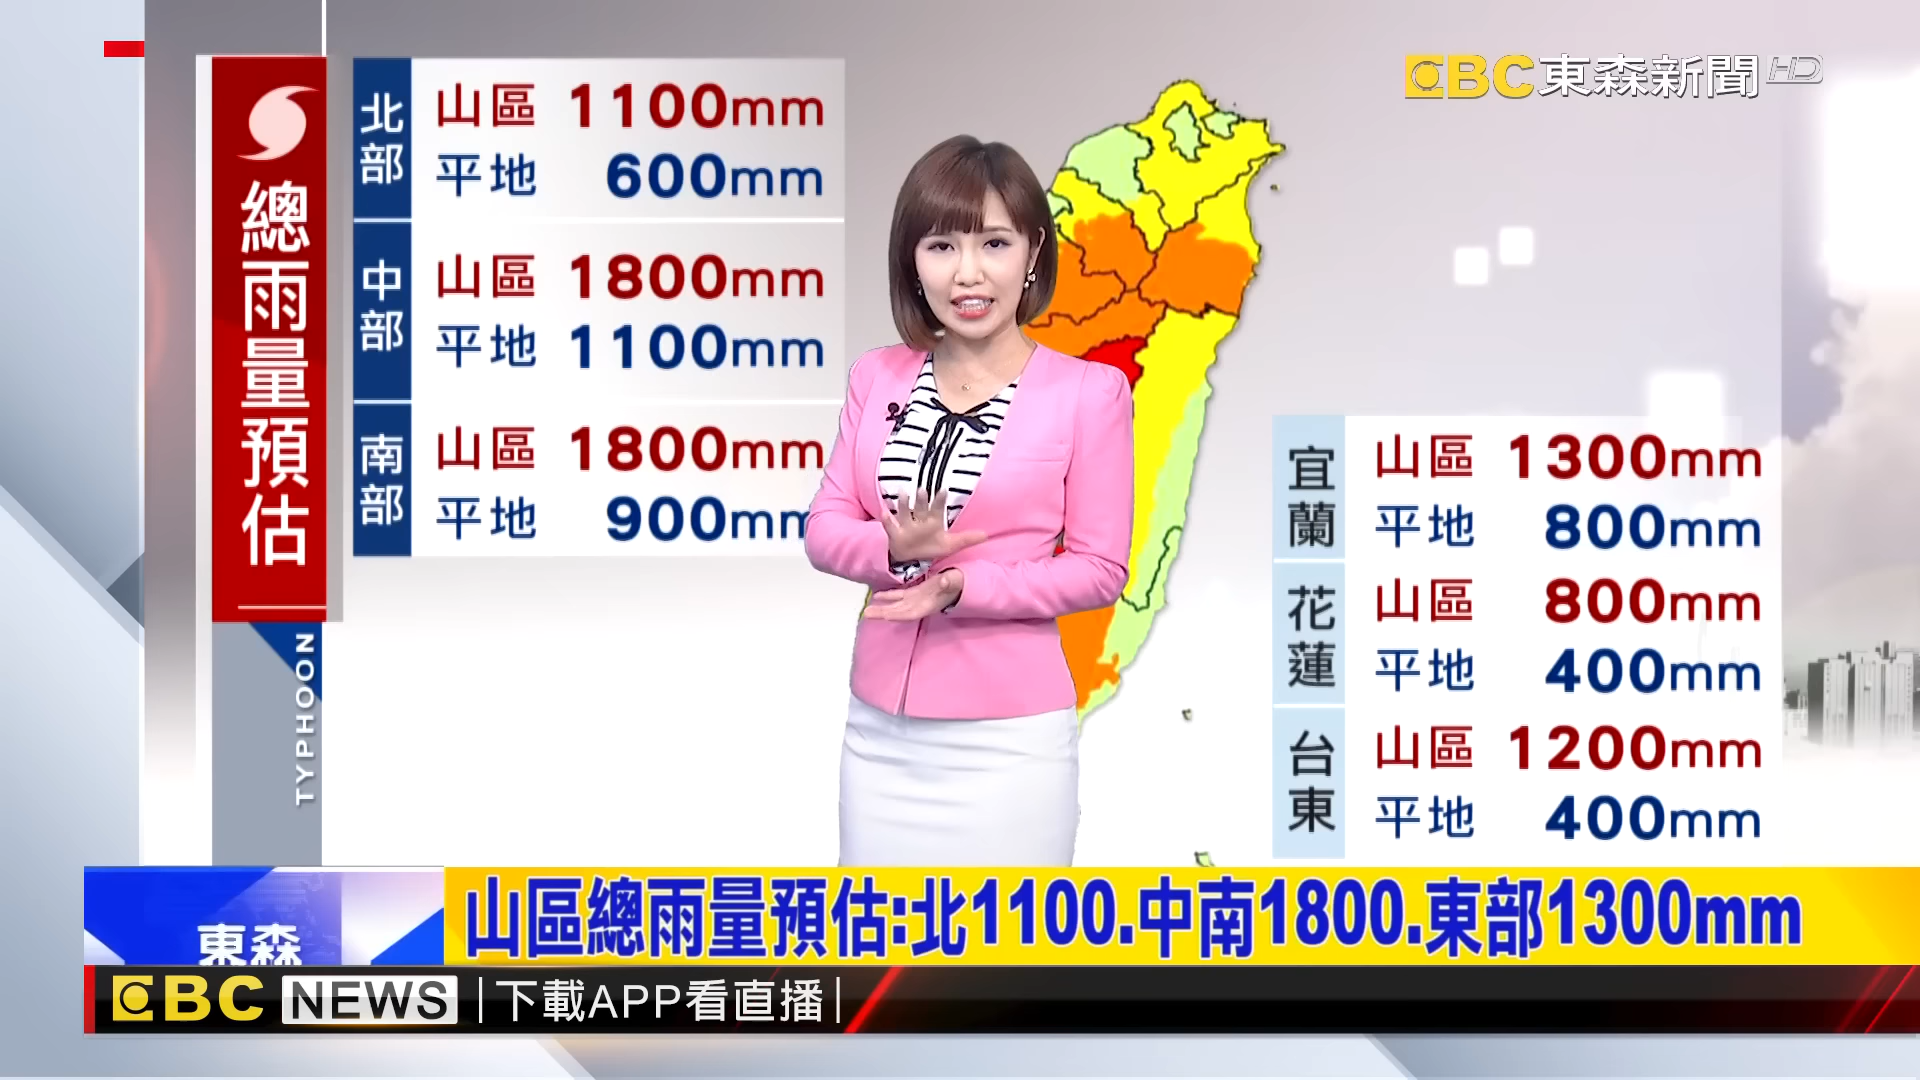 總雨量預估
TYPHOON
北部
山區 1100mm
平地 600mm
中部
山區 1800mm
平地 1100mm
南部
山區 1800mm
平地 900mm
EBC東森新聞HD
宜蘭
山區 1300mm
平地 800mm
花蓮
山區 800mm
平地 400mm
台東
山區 1200mm
平地 400mm
東森
山區總雨量預估:北1100.中南1800.東部1300mm
EBC NEWS |下載APP看直播|